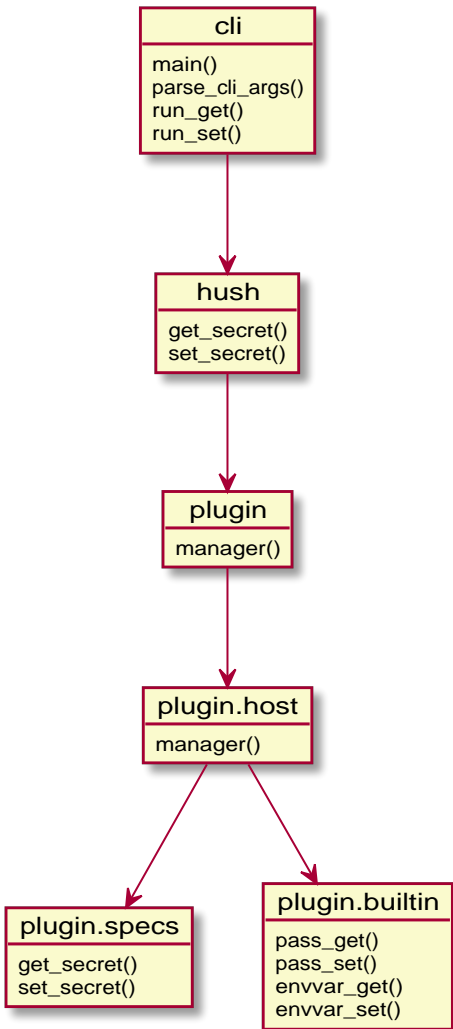 cli
main()
parse_cli_args()
run_get()
run_set()
hush
get_secret()
set_secret()
plugin
manager()
plugin.host
manager()
plugin.specs
get_secret()
set_secret()
plugin.builtin
pass_get()
pass_set()
envvar_get()
envvar_set()